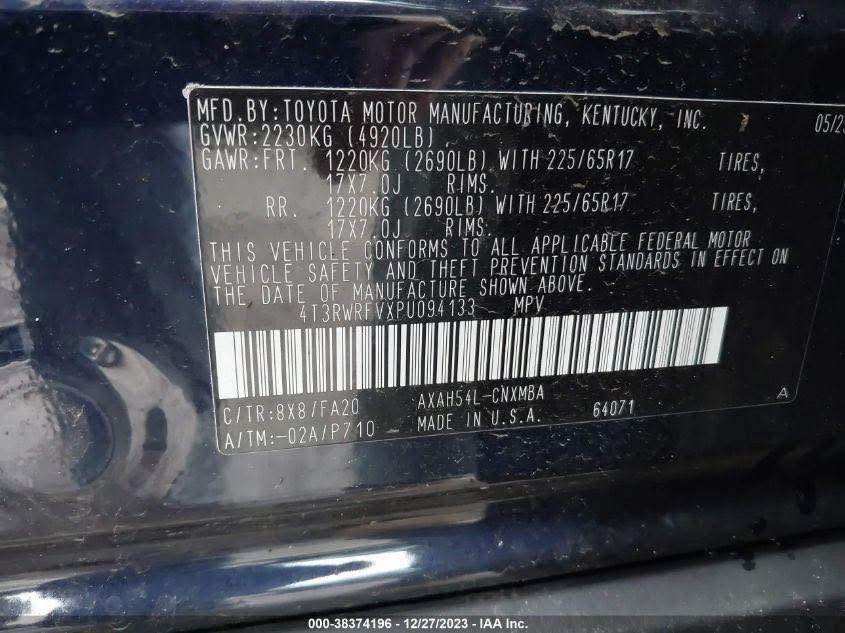 MFD.BY:TOYOTA MOTOR MANUFACTURING, KENTUCKY, INC. 05/23
GVWR:2230KG (4920LB)
GAWR:FRT. 1220KG (2690LB) WITH 225/65R17 TIRES,
17X7.0J RIMS.
RR. 1220KG (2690LB) WITH 225/65R17 TIRES,
17X7.0J RIMS.
THIS VEHICLE CONFORMS TO ALL APPLICABLE FEDERAL MOTOR
VEHICLE SAFETY AND THEFT PREVENTION STANDARDS IN EFFECT ON
THE DATE OF MANUFACTURE SHOWN ABOVE.
4T3RWRFVXPU094133 MPV
C/TR:8X8/FA20 AXAH54L-CNXMBA A
A/TM:-02A/P710 MADE IN U.S.A. 64071
000-38374196 - 12/27/2023 - IAA Inc.